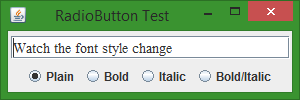 RadioButton Test
Watch the font style change
Plain Bold Italic Bold/Italic